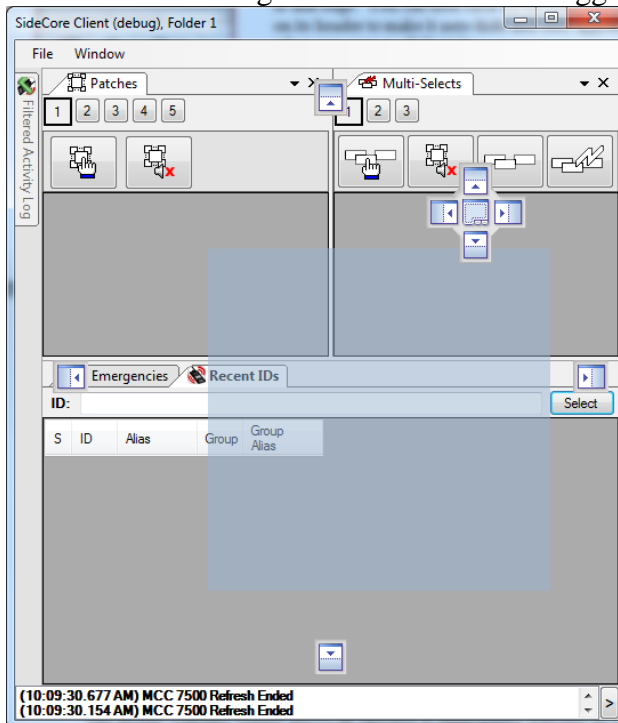 SideCore Client (debug), Folder 1
File Window
Filtered Activity Log
Patches
1 2 3 4 5
Multi-Selects
1 2 3
Emergencies Recent IDs
ID: Select
S ID Alias Group Group Alias
(10:09:30.677 AM) MCC 7500 Refresh Ended
(10:09:30.154 AM) MCC 7500 Refresh Ended